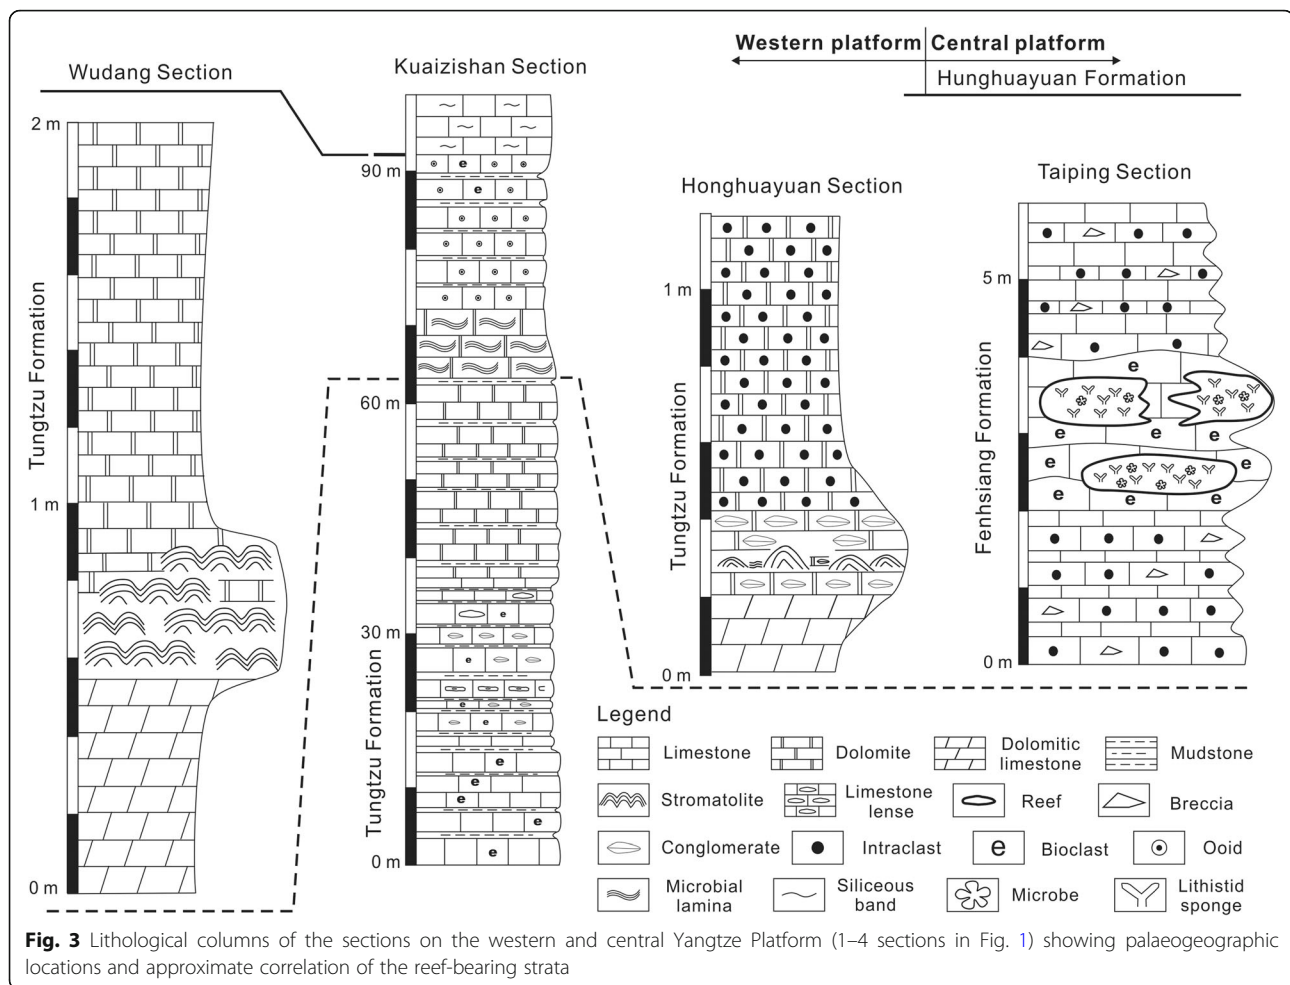 Western platform
Central platform
Hunghuayuan Formation
Wudang Section
Kuaizishan Section
Honghuayuan Section
Taiping Section
2 m
1 m
0 m
Tungtzu Formation
90 m
60 m
30 m
0 m
Tungtzu Formation
e
e
e
e
e
e
e
e
e
e
e
1 m
0 m
Tungtzu Formation
5 m
0 m
Fenhsiang Formation
e
e
e
e
e
e
e
e
e
Legend
Limestone
Dolomite
Dolomitic
limestone
Mudstone
Stromatolite
Limestone
lense
Reef
Breccia
Conglomerate
Intraclast
e
Bioclast
Ooid
Microbial
lamina
Siliceous
band
Microbe
Lithistid
sponge
Fig. 3 Lithological columns of the sections on the western and central Yangtze Platform (1–4 sections in Fig. 1) showing palaeogeographic
locations and approximate correlation of the reef-bearing strata